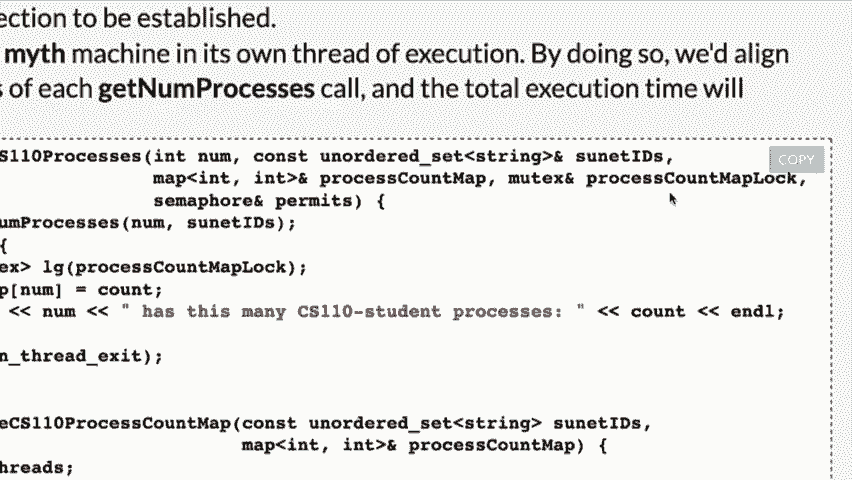 ection to be established.
myth machine in its own thread of execution. By doing so, we'd align
s of each getNumProcesses call, and the total execution time will
S110Processes(int num, const unordered_set<string>& sunetIDs,
COPY
map<int, int>& processCountMap, mutex& processCountMapLock,
semaphore& permits) {
umProcesses(num, sunetIDs);
{
ex> lg(processCountMapLock);
p[num] = count;
<< num << " has this many CS110-student processes: " << count << endl;
n_thread_exit);
eCS110ProcessCountMap(const unordered_set<string> sunetIDs,
map<int, int>& processCountMap) {
hreads;